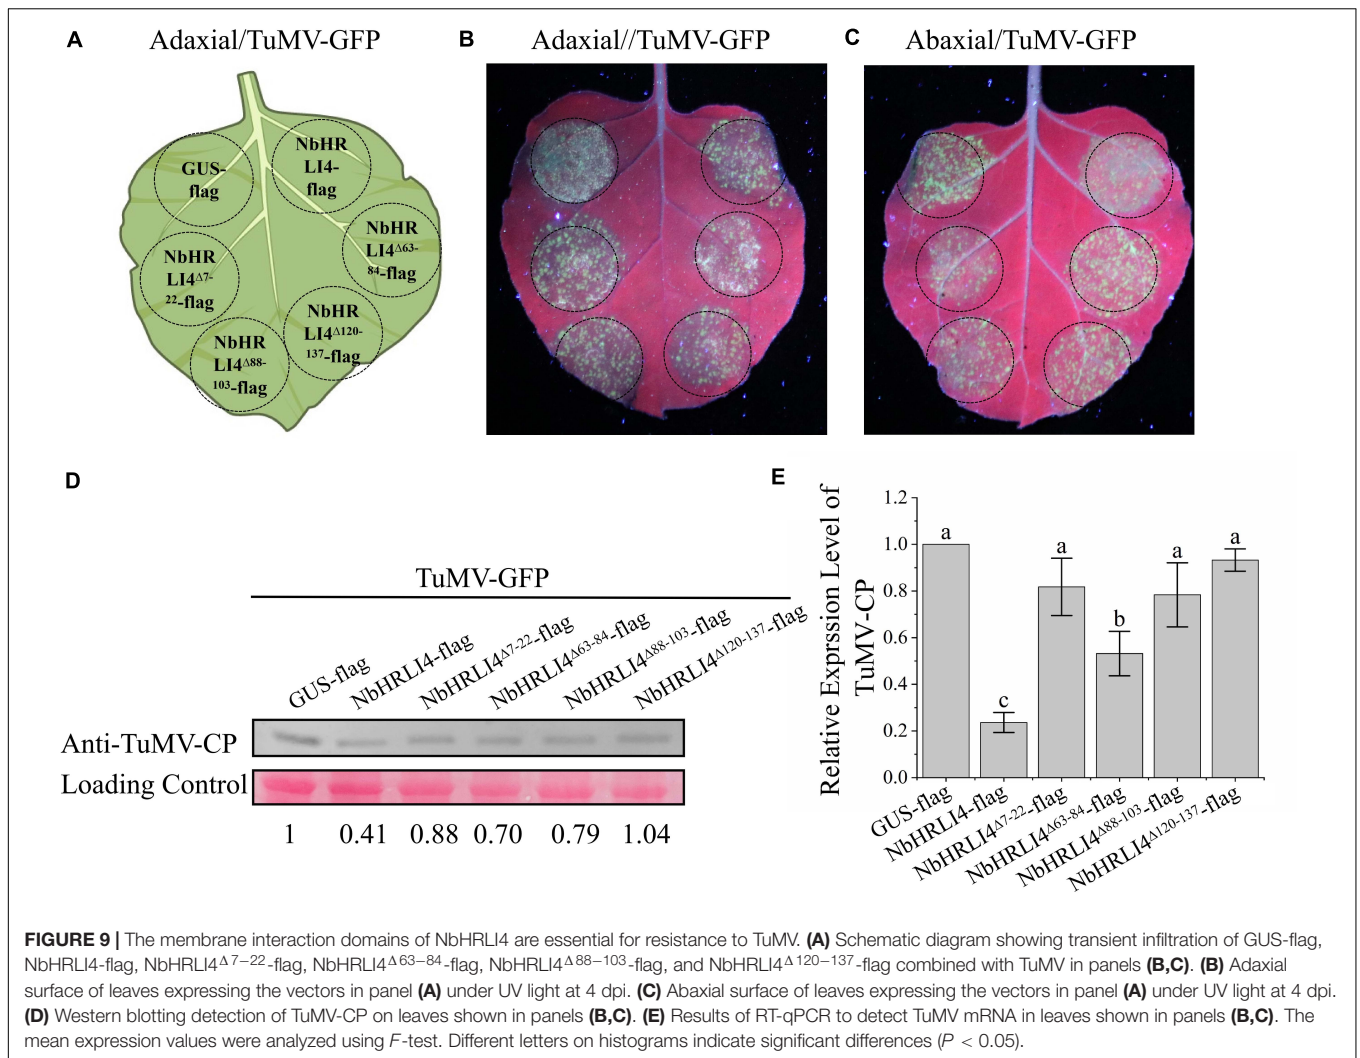 A
Adaxial/TuMV-GFP
GUS-
flag
NbHR
LI4-
flag
NbHR
LI4Δ63-
84-flag
NbHR
LI4Δ7-
22-flag
NbHR
LI4Δ120-
137-flag
NbHR
LI4Δ88-
103-flag
B
Adaxial//TuMV-GFP
C
Abaxial/TuMV-GFP
D
TuMV-GFP
GUS-flag
NbHRLI4-flag
NbHRLI4Δ7-22-flag
NbHRLI4Δ63-84-flag
NbHRLI4Δ88-103-flag
NbHRLI4Δ120-137-flag
Anti-TuMV-CP
Loading Control
1 0.41 0.88 0.70 0.79 1.04
E
Relative Exprssion Level of
TuMV-CP
1.2
1.0
0.8
0.6
0.4
0.2
0.0
a
c
a
b
a
a
GUS-flag
NbHRLI4-flag
NbHRLI4Δ7-22-flag
NbHRLI4Δ63-84-flag
NbHRLI4Δ88-103-flag
NbHRLI4Δ120-137-flag
FIGURE 9 | The membrane interaction domains of NbHRLI4 are essential for resistance to TuMV. (A) Schematic diagram showing transient infiltration of GUS-flag,
NbHRLI4-flag, NbHRLI4Δ7−22-flag, NbHRLI4Δ63−84-flag, NbHRLI4Δ88−103-flag, and NbHRLI4Δ120−137-flag combined with TuMV in panels (B,C). (B) Adaxial
surface of leaves expressing the vectors in panel (A) under UV light at 4 dpi. (C) Abaxial surface of leaves expressing the vectors in panel (A) under UV light at 4 dpi.
(D) Western blotting detection of TuMV-CP on leaves shown in panels (B,C). (E) Results of RT-qPCR to detect TuMV mRNA in leaves shown in panels (B,C). The
mean expression values were analyzed using F-test. Different letters on histograms indicate significant differences (P < 0.05).